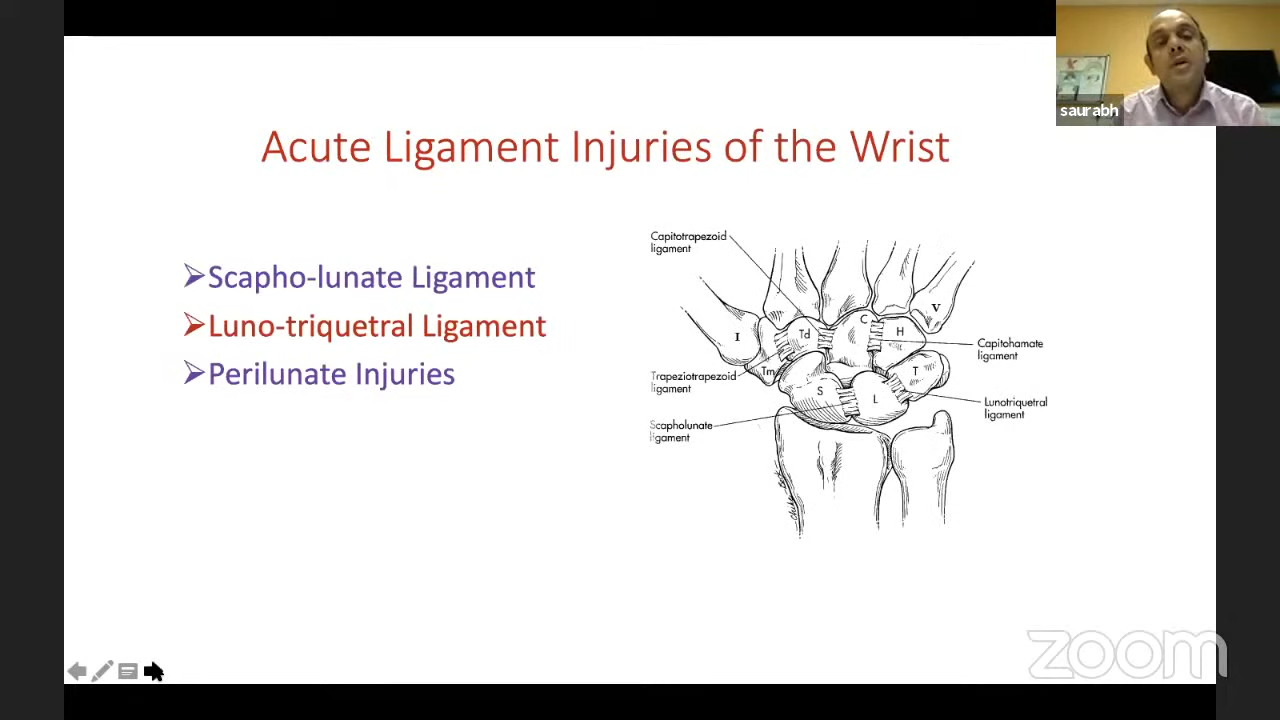 saurabh
Acute Ligament Injuries of the Wrist
➢Scapho-lunate Ligament
➢Luno-triquetral Ligament
➢Perilunate Injuries
Capitotrapezoid
ligament
V
C
I
Td
H
Capitohamate
ligament
Tm
T
Trapeziotrapezoid
ligament
S
L
Lunotriquetral
ligament
Scapholunate
ligament
zoom